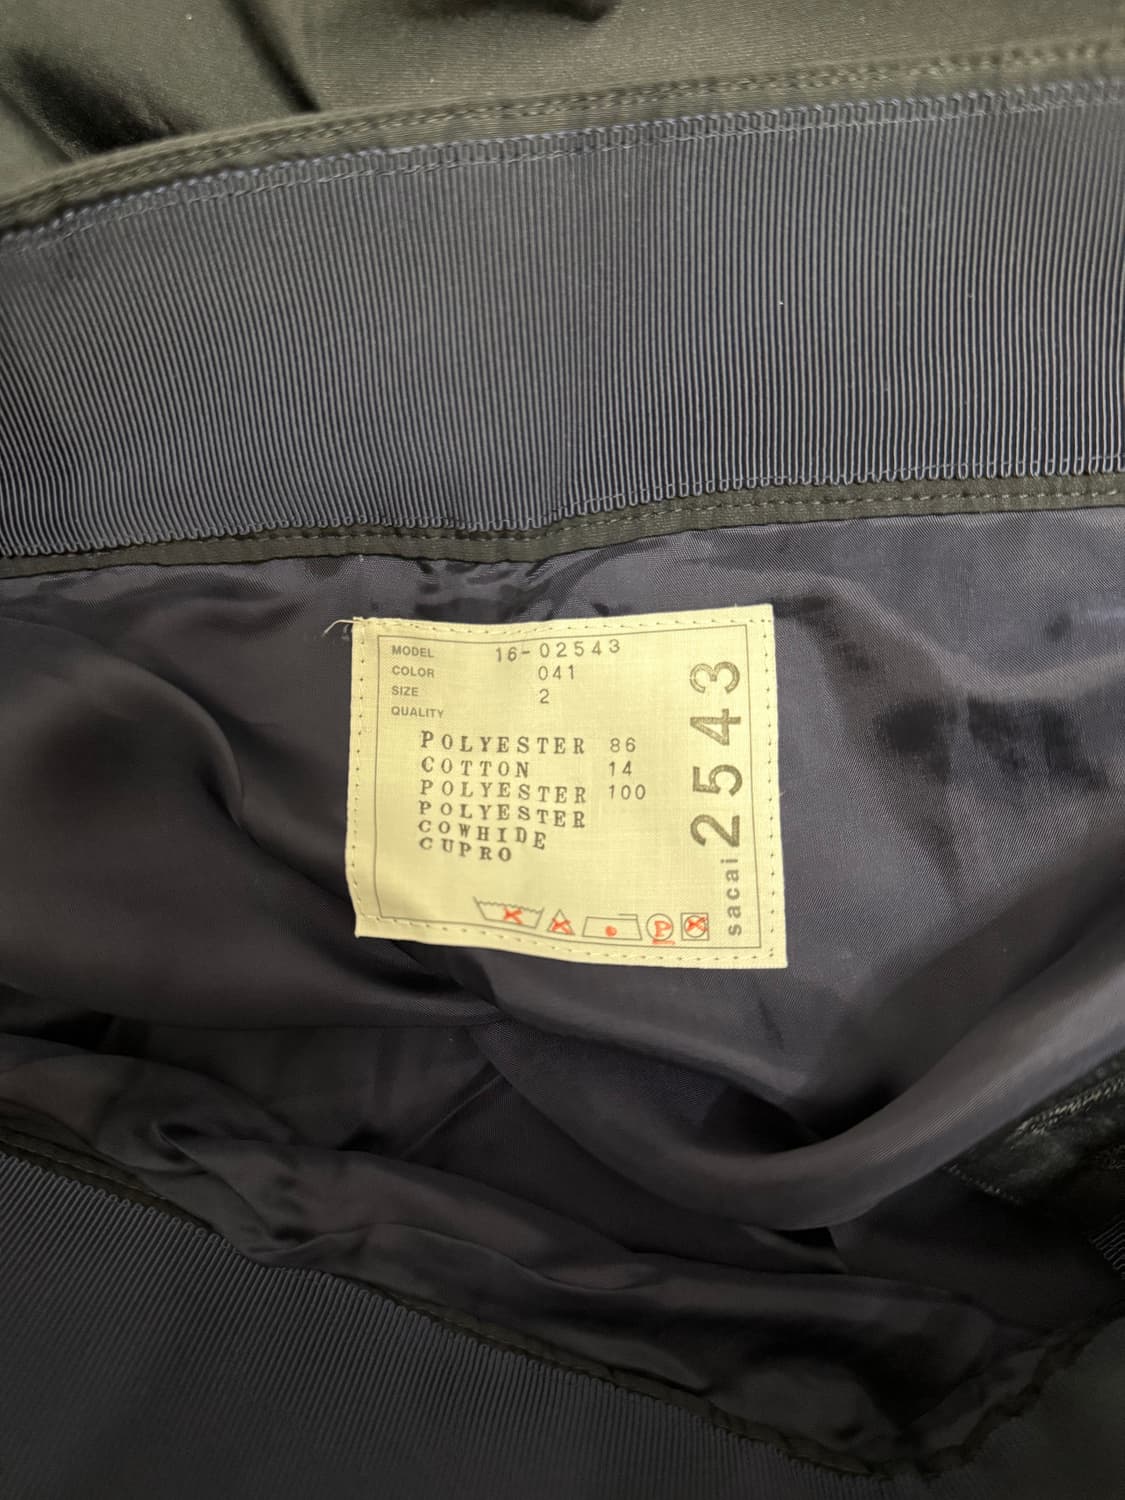 MODEL 16-02543
COLOR 041
SIZE 2
QUALITY
POLYESTER 86
COTTON 14
POLYESTER 100
POLYESTER
COWHIDE
CUPRO
P
sacai 2543